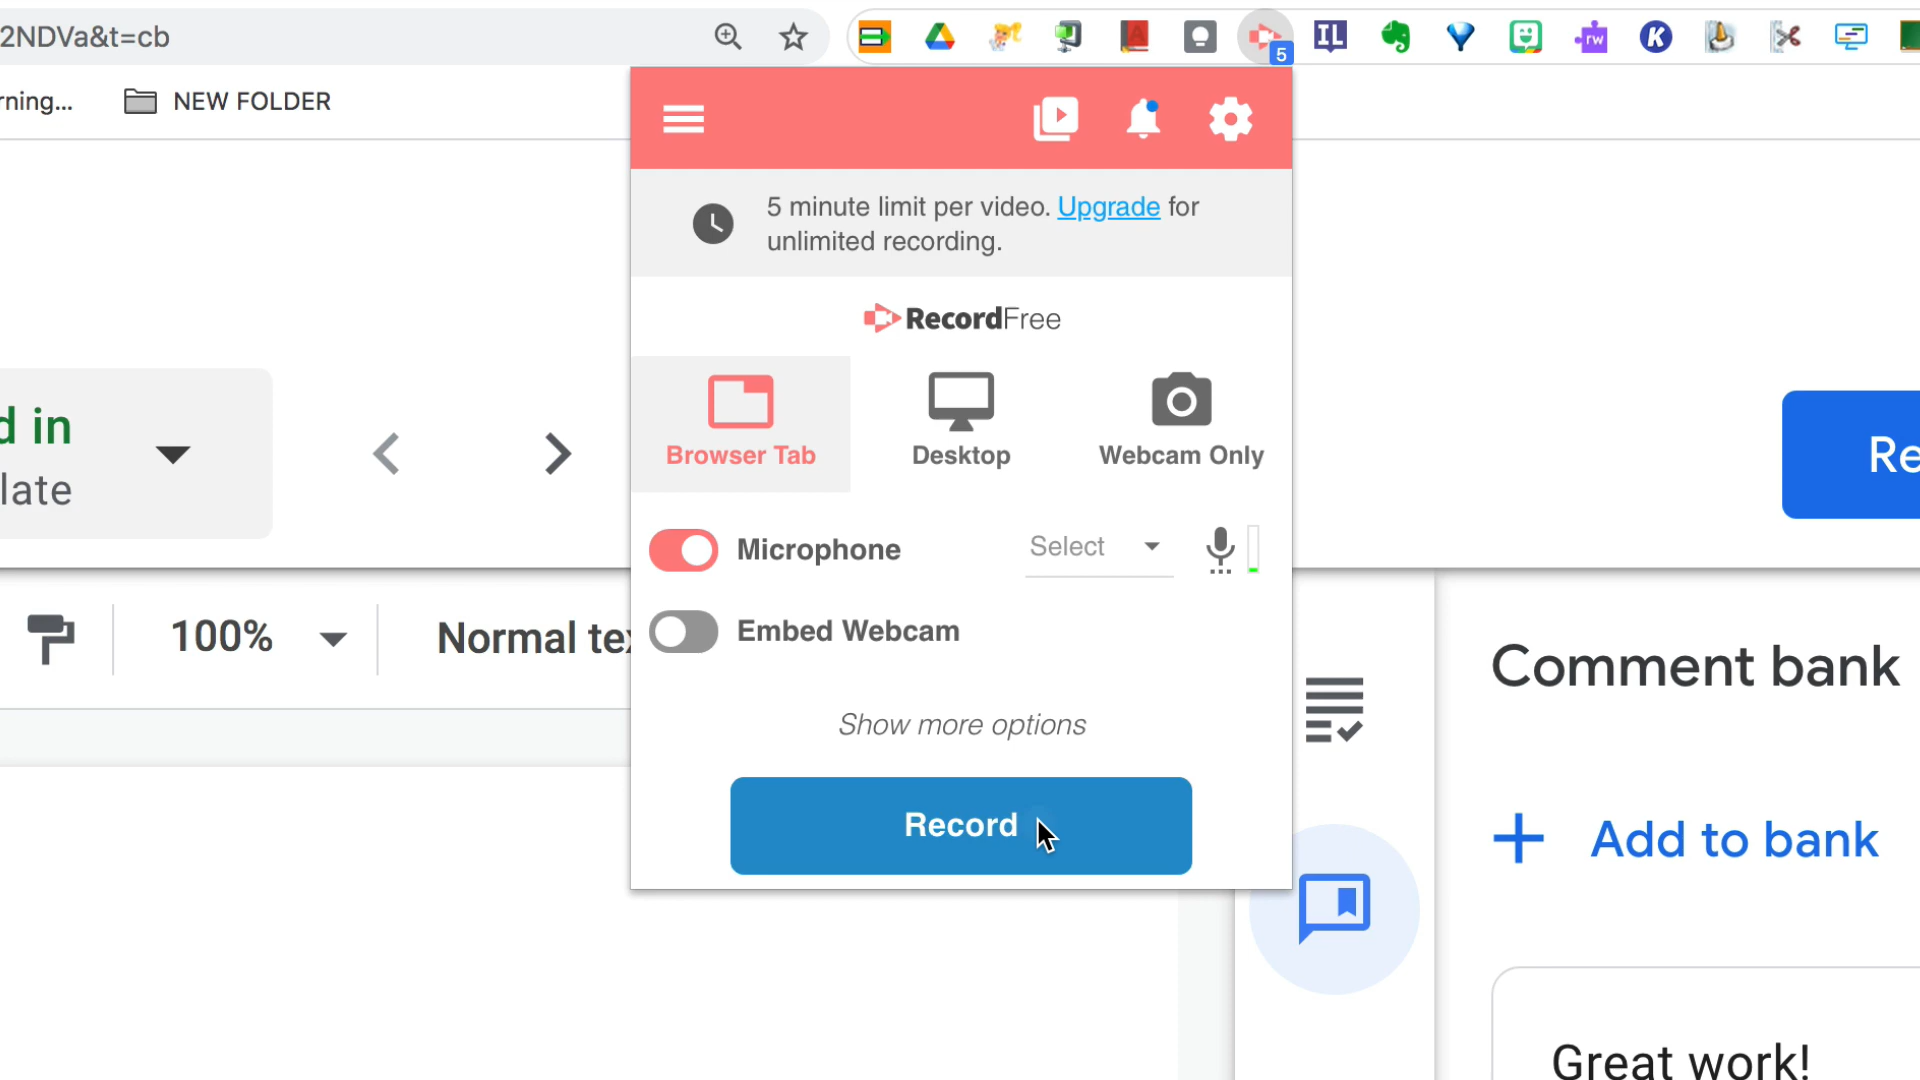 2NDVa&t=cb
5
IL
rw
K
rning...
NEW FOLDER
5 minute limit per video. Upgrade for
unlimited recording.
RecordFree
d in
late
Re
Browser Tab
Desktop
Webcam Only
Microphone
Select
Embed Webcam
100%
Normal te
Show more options
Record
Comment bank
Add to bank
Great work!